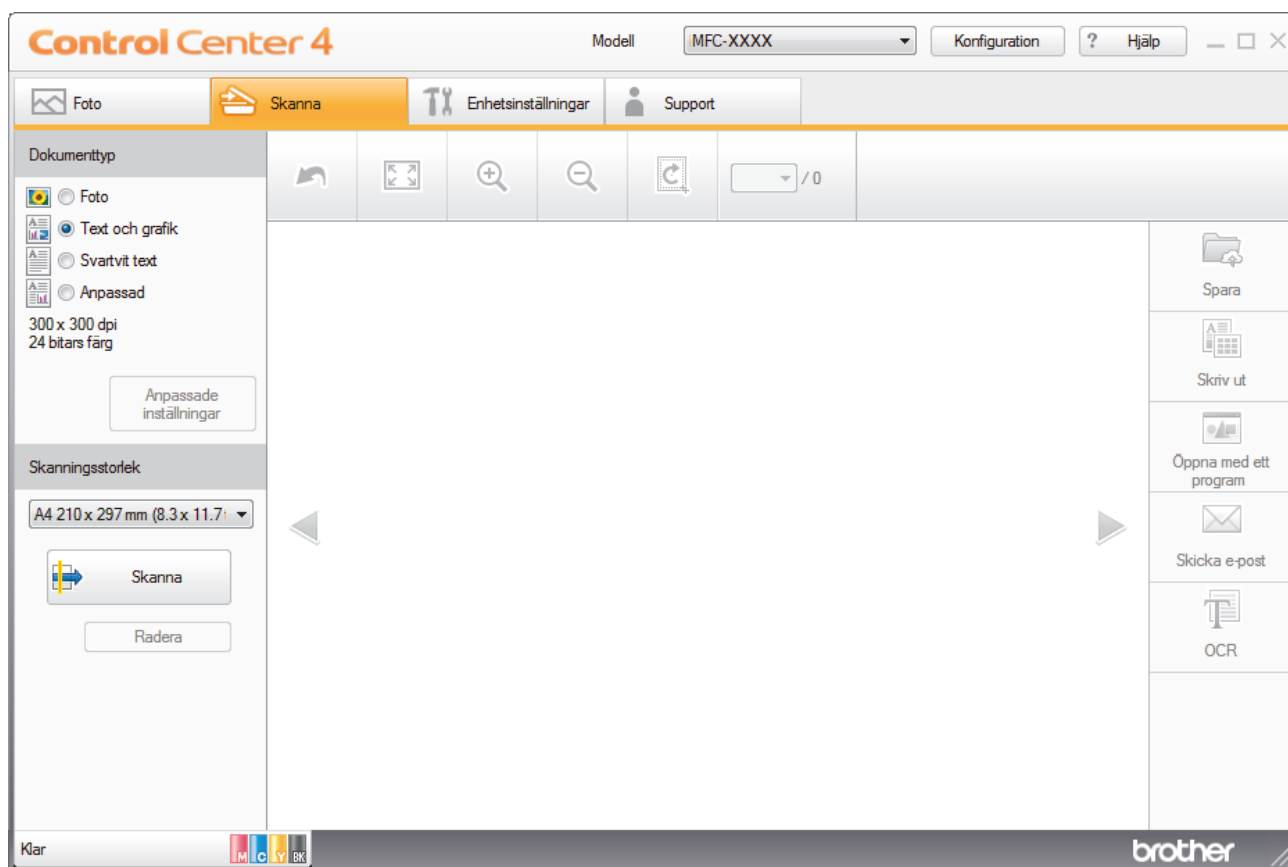 Control Center 4
Modell
MFC-XXXX
Konfiguration
? Hjälp
Foto
Skanna
Enhetsinställningar
Support
Dokumenttyp
/ 0
Foto
Text och grafik
Svartvit text
Anpassad
300 x 300 dpi
24 bitars färg
Anpassade
inställningar
Skanningsstorlek
A4 210 x 297 mm (8.3 x 11.7
Skanna
Radera
Spara
Skriv ut
Öppna med ett
program
Skicka e-post
OCR
Klar
M C Y BK
brother